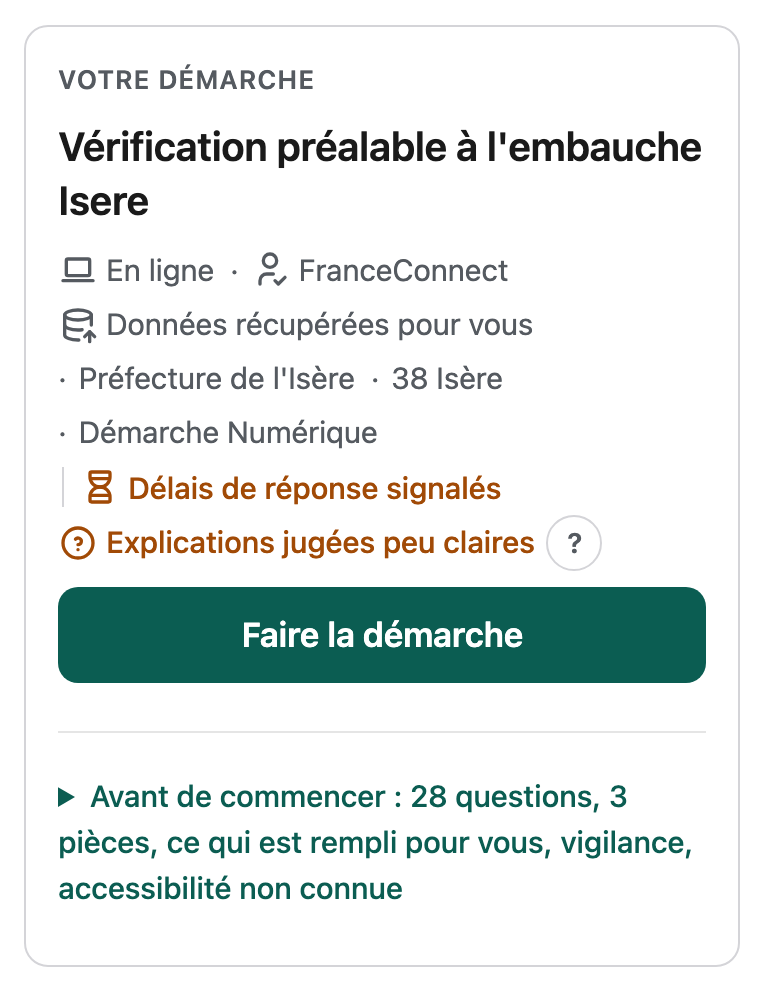 VOTRE DÉMARCHE
Vérification préalable à l'embauche
Isere
En ligne · FranceConnect
Données récupérées pour vous
· Préfecture de l'Isère · 38 Isère
· Démarche Numérique
Délais de réponse signalés
Explications jugées peu claires ?
Faire la démarche
Avant de commencer : 28 questions, 3
pièces, ce qui est rempli pour vous, vigilance,
accessibilité non connue